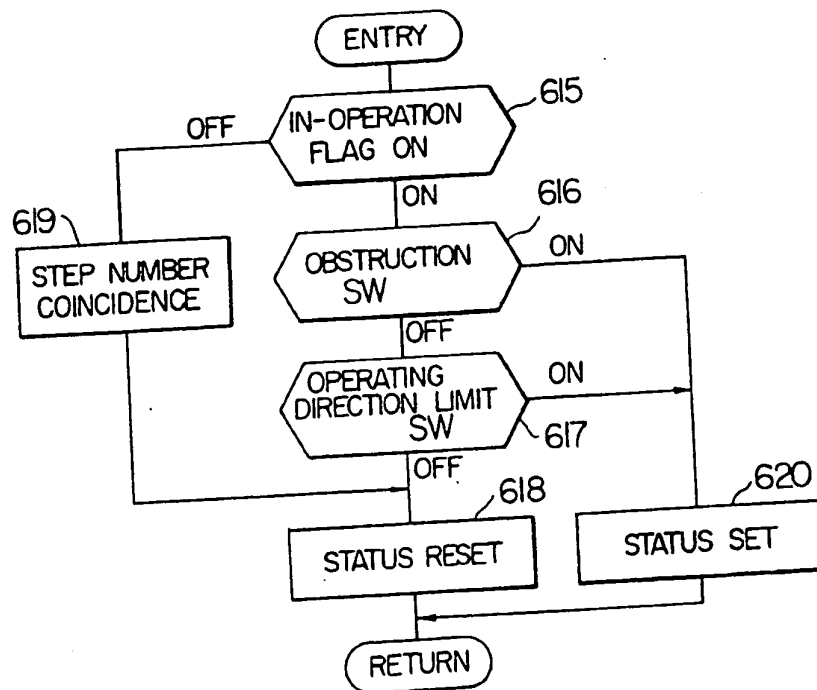 ENTRY
615
IN-OPERATION
FLAG ON
OFF
ON
619
616
STEP NUMBER
COINCIDENCE
OBSTRUCTION
SW
ON
OFF
OPERATING
DIRECTION LIMIT
SW
ON
617
OFF
618
620
STATUS RESET
STATUS SET
RETURN